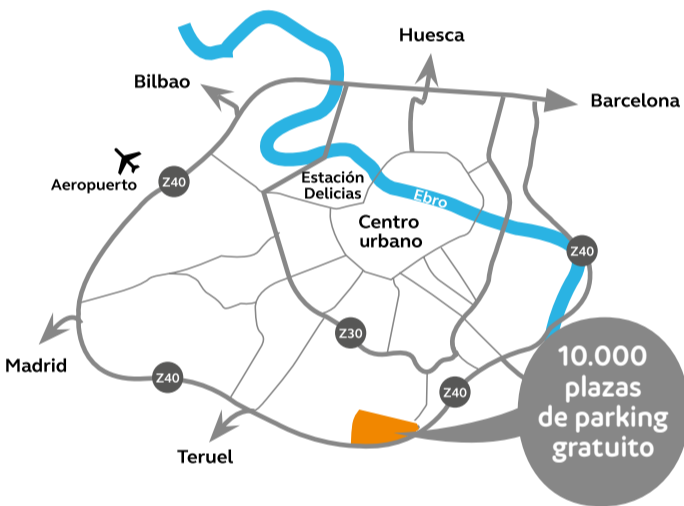 Huesca
Bilbao
Barcelona
Aeropuerto
Z40
Estación
Delicias
Ebro
Centro
urbano
Z40
Z30
Madrid
Z40
Z40
10.000
plazas
de parking
gratuito
Teruel